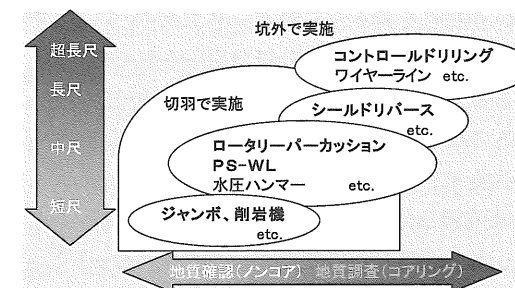 坑外で実施
超長尺
コントロールドリリング
ワイヤーライン etc.
長尺
切羽で実施
シールドリバース
etc.
中尺
ロータリーパーカッション
PS-WL
水圧ハンマー etc.
短尺
ジャンボ、削岩機
etc.
地質確認(ノンコア) 地質調査(コアリング)